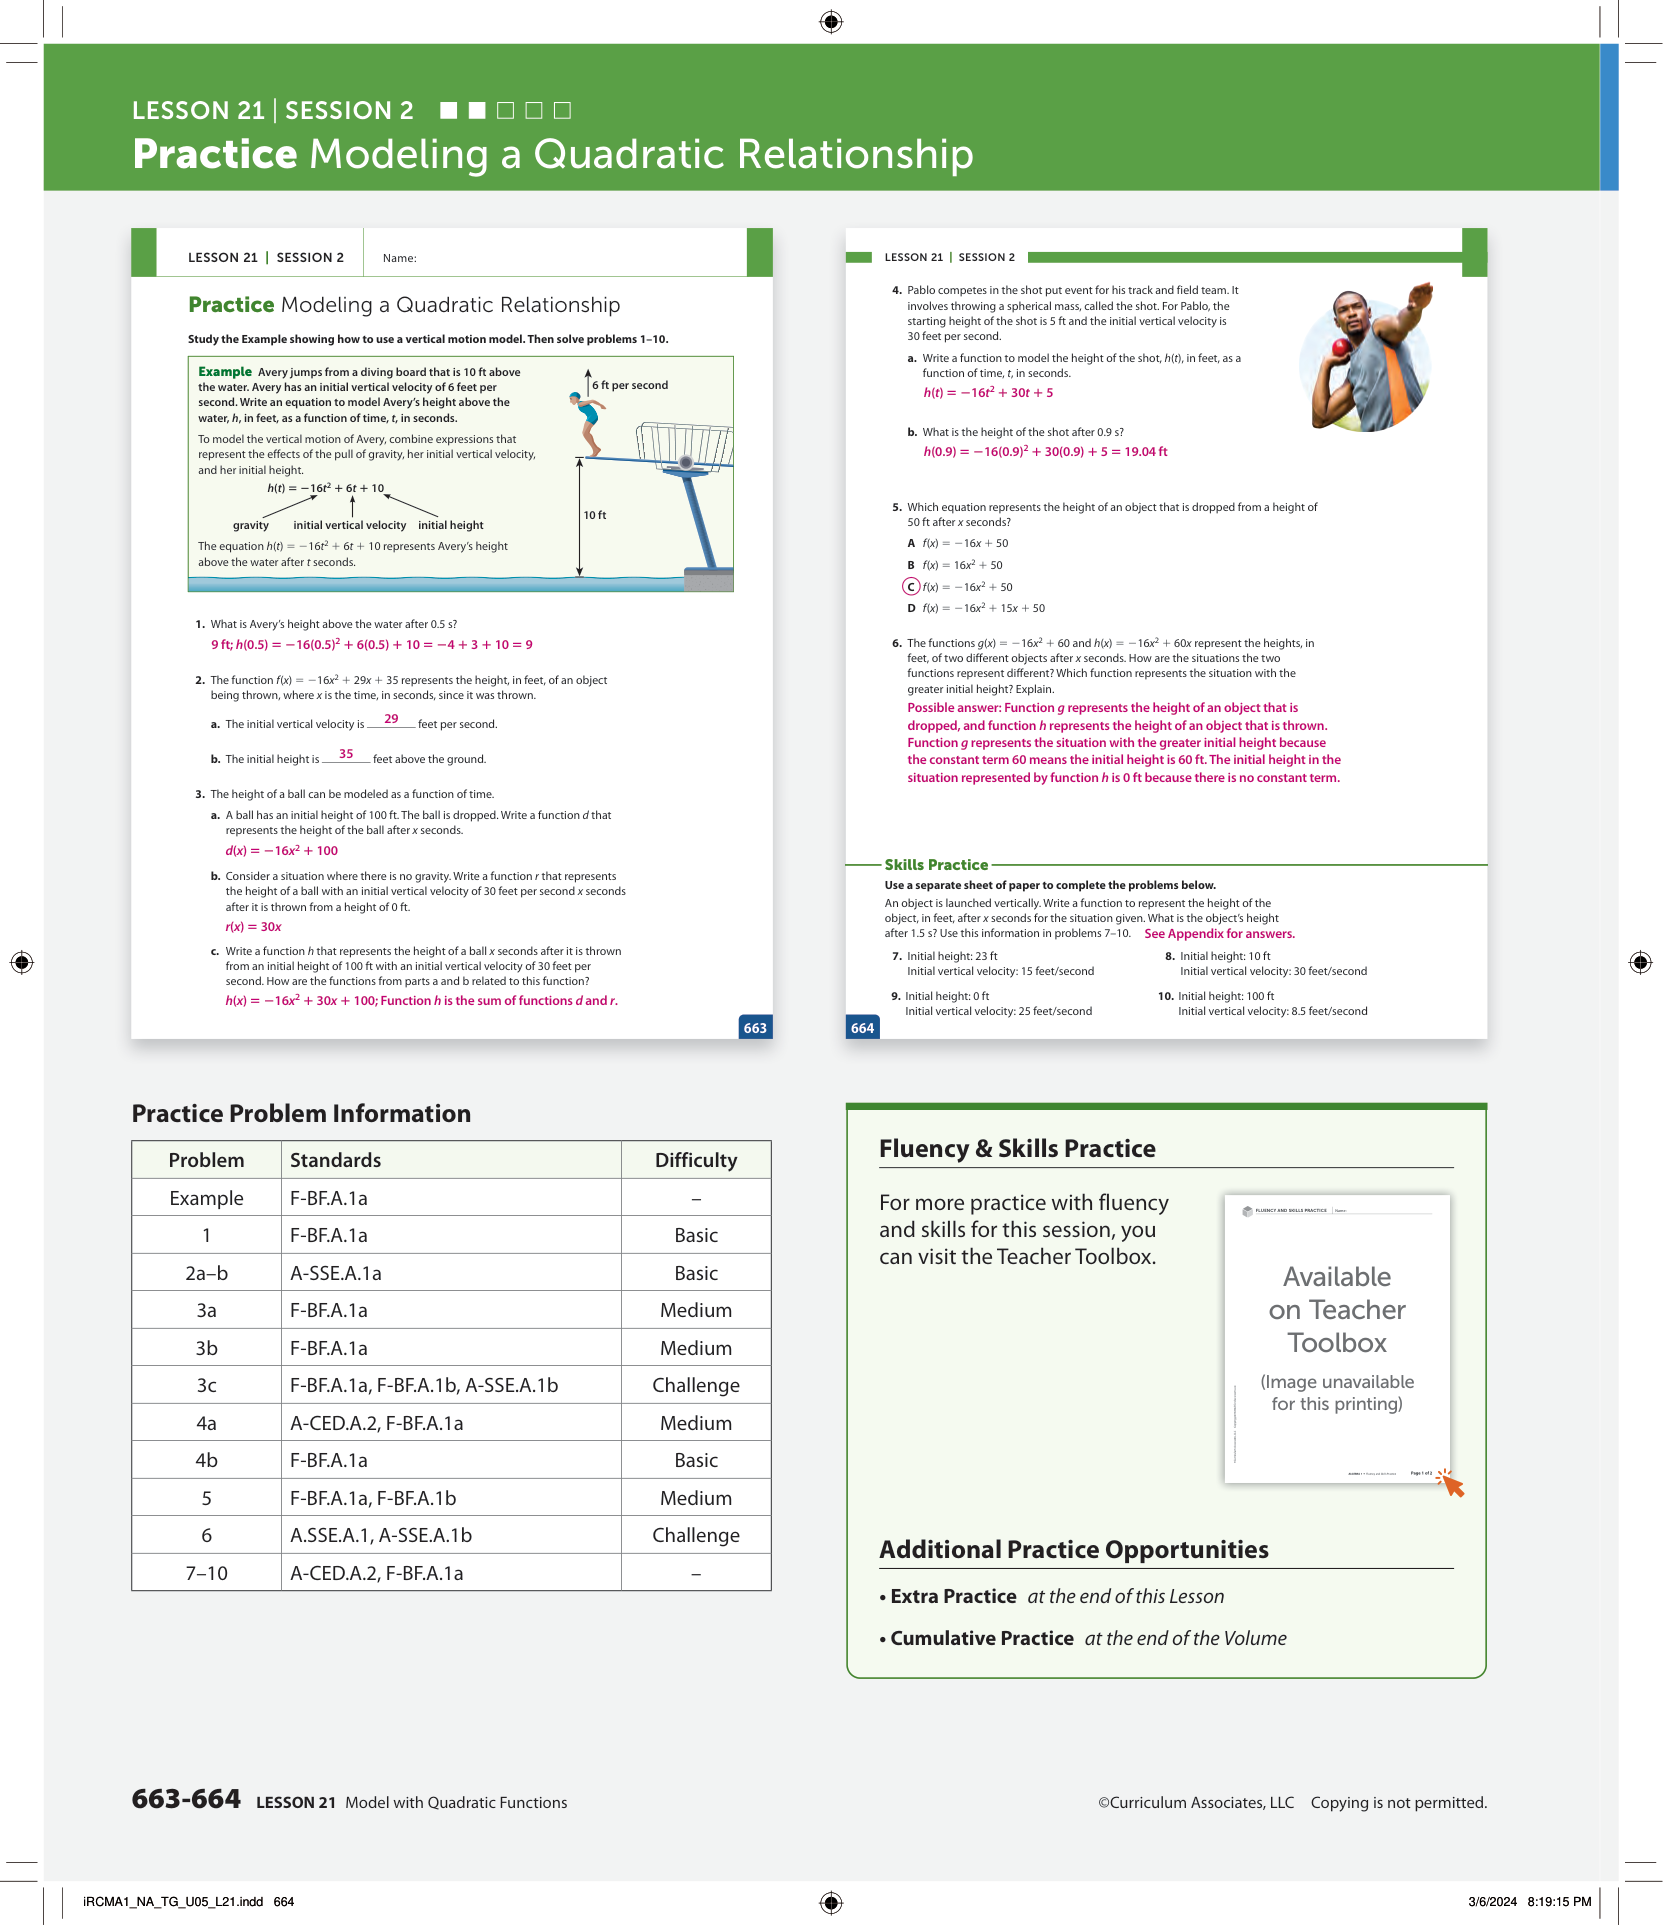 LESSON 21 | SESSION 2
Practice Modeling a Quadratic Relationship
LESSON 21 | SESSION 2
Name:
Practice Modeling a Quadratic Relationship
Study the Example showing how to use a vertical motion model. Then solve problems 1–10.
Example Avery jumps from a diving board that is 10 ft above
the water. Avery has an initial vertical velocity of 6 feet per
second. Write an equation to model Avery's height above the
water, h, in feet, as a function of time, t, in seconds.
To model the vertical motion of Avery, combine expressions that
represent the effects of the pull of gravity, her initial vertical velocity,
and her initial height.
h(t) = −16t² + 6t + 10
gravity initial vertical velocity initial height
The equation h(t) = −16t² + 6t + 10 represents Avery's height
above the water after t seconds.
6 ft per second
10 ft
1. What is Avery's height above the water after 0.5 s?
9 ft; h(0.5) = −16(0.5)² + 6(0.5) + 10 = −4 + 3 + 10 = 9
2. The function f(x) = −16x² + 29x + 35 represents the height, in feet, of an object
being thrown, where x is the time, in seconds, since it was thrown.
a. The initial vertical velocity is 29 feet per second.
b. The initial height is 35 feet above the ground.
3. The height of a ball can be modeled as a function of time.
a. A ball has an initial height of 100 ft. The ball is dropped. Write a function d that
represents the height of the ball after x seconds.
d(x) = −16x² + 100
b. Consider a situation where there is no gravity. Write a function r that represents
the height of a ball with an initial vertical velocity of 30 feet per second x seconds
after it is thrown from a height of 0 ft.
r(x) = 30x
c. Write a function h that represents the height of a ball x seconds after it is thrown
from an initial height of 100 ft with an initial vertical velocity of 30 feet per
second. How are the functions from parts a and b related to this function?
h(x) = −16x² + 30x + 100; Function h is the sum of functions d and r.
663
LESSON 21 | SESSION 2
4. Pablo competes in the shot put event for his track and field team. It
involves throwing a spherical mass, called the shot. For Pablo, the
starting height of the shot is 5 ft and the initial vertical velocity is
30 feet per second.
a. Write a function to model the height of the shot, h(t), in feet, as a
function of time, t, in seconds.
h(t) = −16t² + 30t + 5
b. What is the height of the shot after 0.9 s?
h(0.9) = −16(0.9)² + 30(0.9) + 5 = 19.04 ft
5. Which equation represents the height of an object that is dropped from a height of
50 ft after x seconds?
A f(x) = −16x + 50
B f(x) = 16x² + 50
C f(x) = −16x² + 50
D f(x) = −16x² + 15x + 50
6. The functions g(x) = −16x² + 60 and h(x) = −16x² + 60x represent the heights, in
feet, of two different objects after x seconds. How are the situations the two
functions represent different? Which function represents the situation with the
greater initial height? Explain.
Possible answer: Function g represents the height of an object that is
dropped, and function h represents the height of an object that is thrown.
Function g represents the situation with the greater initial height because
the constant term 60 means the initial height is 60 ft. The initial height in the
situation represented by function h is 0 ft because there is no constant term.
Skills Practice
Use a separate sheet of paper to complete the problems below.
An object is launched vertically. Write a function to represent the height of the
object, in feet, after x seconds for the situation given. What is the object's height
after 1.5 s? Use this information in problems 7–10. See Appendix for answers.
7. Initial height: 23 ft
Initial vertical velocity: 15 feet/second
8. Initial height: 10 ft
Initial vertical velocity: 30 feet/second
9. Initial height: 0 ft
Initial vertical velocity: 25 feet/second
10. Initial height: 100 ft
Initial vertical velocity: 8.5 feet/second
664
Practice Problem Information
Problem Standards Difficulty
Example F-BF.A.1a –
1 F-BF.A.1a Basic
2a–b A-SSE.A.1a Basic
3a F-BF.A.1a Medium
3b F-BF.A.1a Medium
3c F-BF.A.1a, F-BF.A.1b, A-SSE.A.1b Challenge
4a A-CED.A.2, F-BF.A.1a Medium
4b F-BF.A.1a Basic
5 F-BF.A.1a, F-BF.A.1b Medium
6 A.SSE.A.1, A-SSE.A.1b Challenge
7–10 A-CED.A.2, F-BF.A.1a –
Fluency & Skills Practice
For more practice with fluency
and skills for this session, you
can visit the Teacher Toolbox.
FLUENCY AND SKILLS PRACTICE Name:
Available
on Teacher
Toolbox
(Image unavailable
for this printing)
Page 1 of 2
Additional Practice Opportunities
• Extra Practice at the end of this Lesson
• Cumulative Practice at the end of the Volume
663-664 LESSON 21 Model with Quadratic Functions
©Curriculum Associates, LLC Copying is not permitted.
iRCMA1_NA_TG_U05_L21.indd 664
3/6/2024 8:19:15 PM